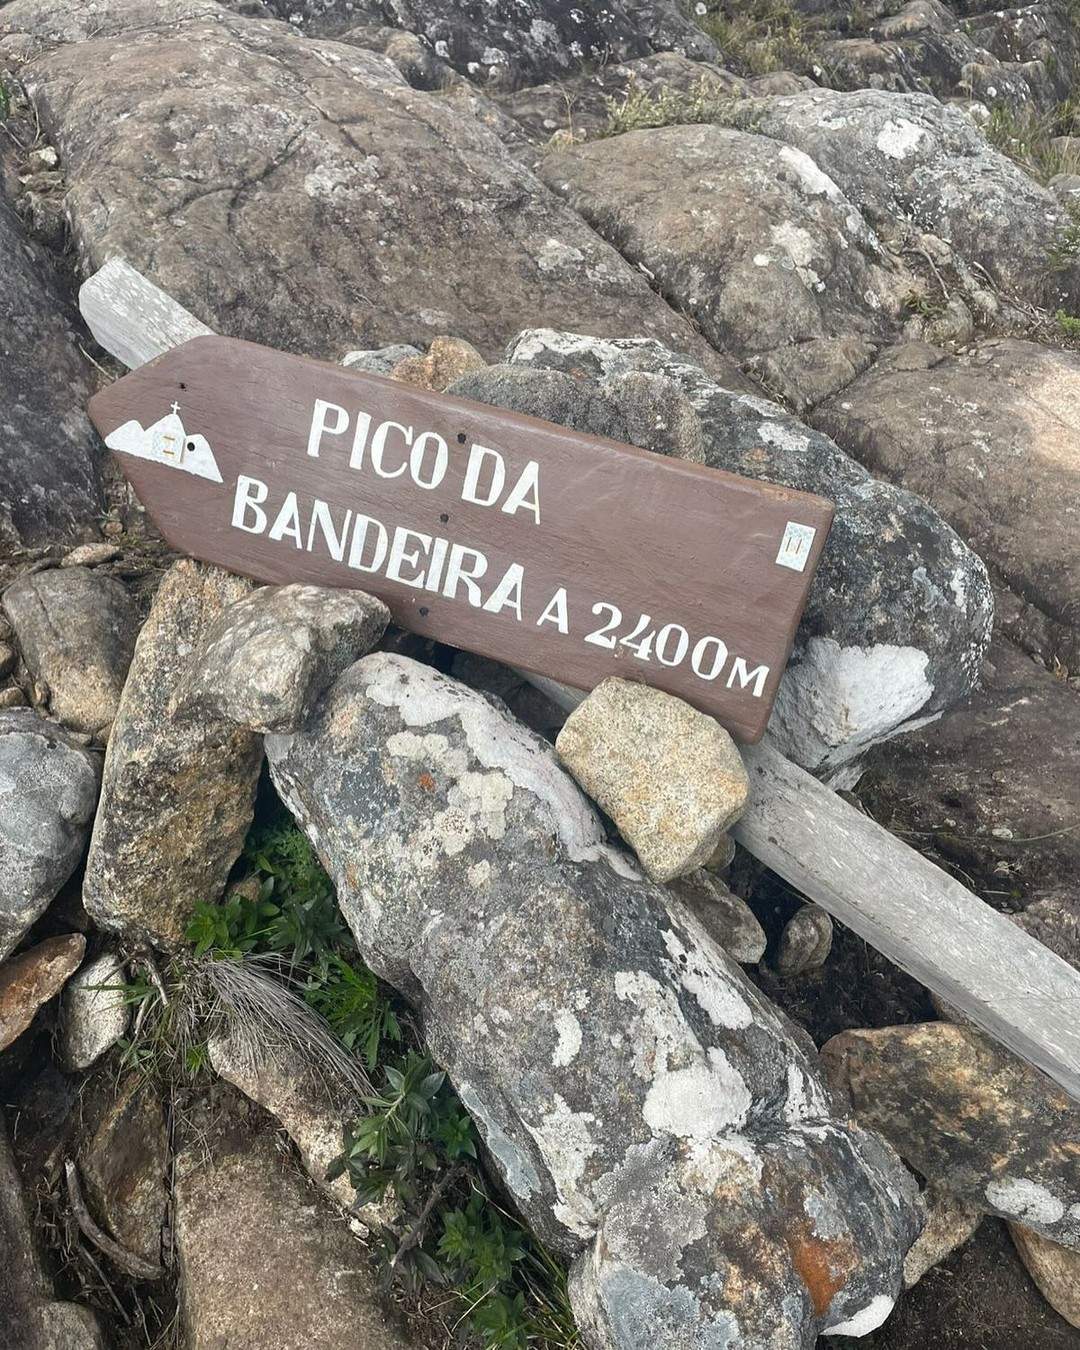 PICO DA
BANDEIRA A 2400M